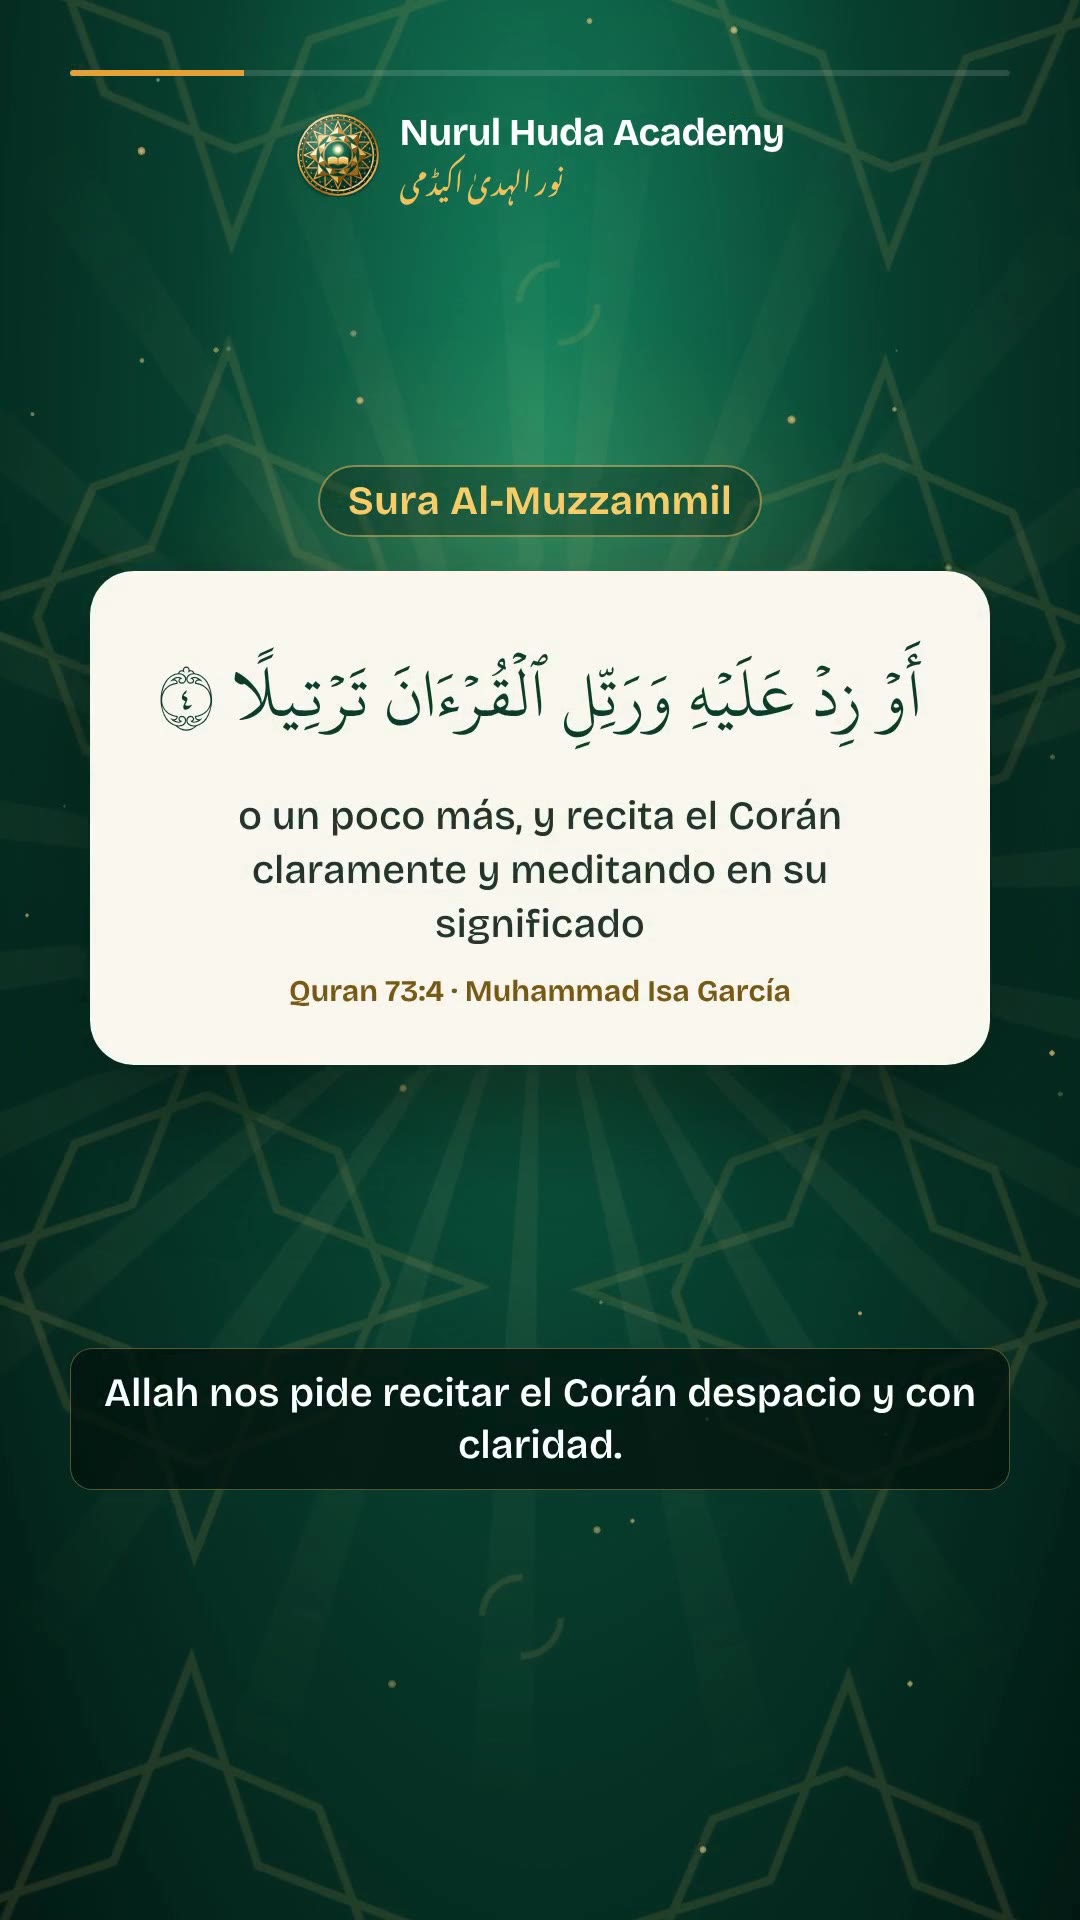 Nurul Huda Academy
نور الہدیٰ اکیڈمی
Sura Al-Muzzammil
أَوۡ زِدۡ عَلَيۡهِ وَرَتِّلِ ٱلۡقُرۡءَانَ تَرۡتِيلًا ٤
o un poco más, y recita el Corán
claramente y meditando en su
significado
Quran 73:4 · Muhammad Isa García
Allah nos pide recitar el Corán despacio y con
claridad.